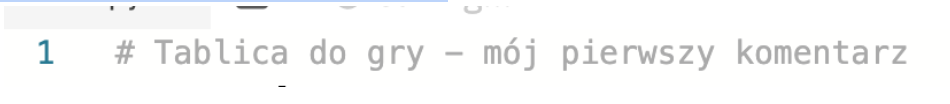 1 # Tablica do gry – mój pierwszy komentarz